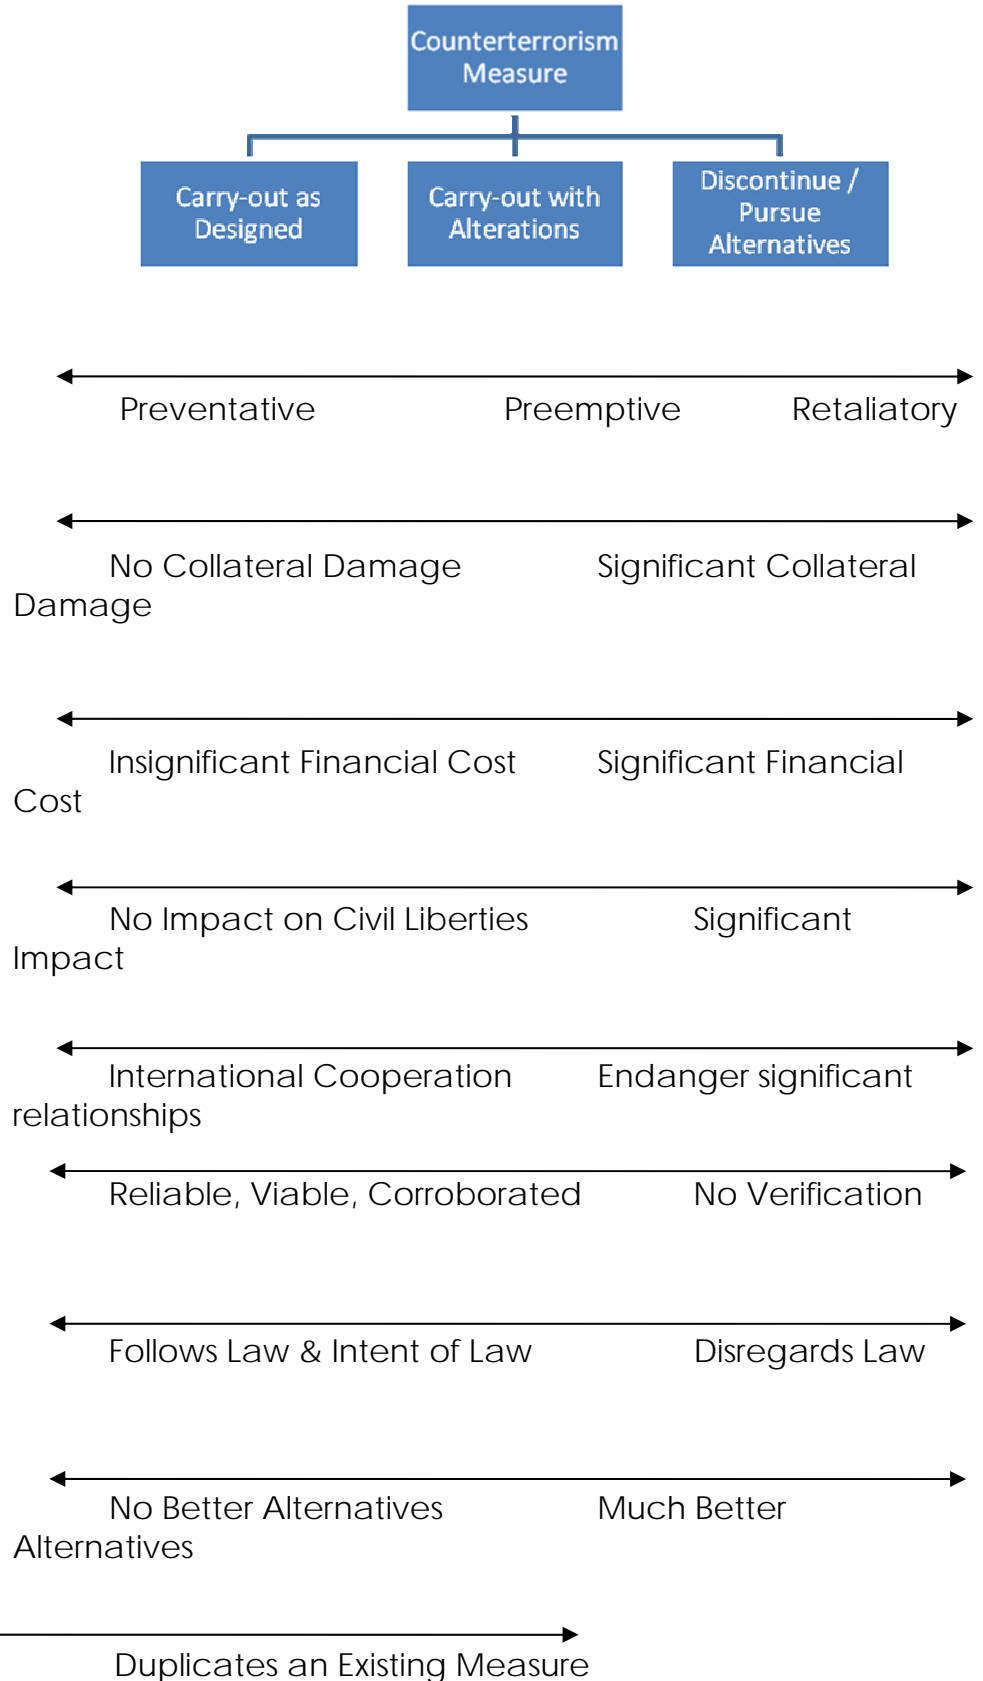 Counterterrorism
Measure
Carry-out as
Designed
Carry-out with
Alterations
Discontinue /
Pursue
Alternatives
Preventative Preemptive Retaliatory
No Collateral Damage Significant Collateral
Damage
Insignificant Financial Cost Significant Financial
Cost
No Impact on Civil Liberties Significant
Impact
International Cooperation Endanger significant
relationships
Reliable, Viable, Corroborated No Verification
Follows Law & Intent of Law Disregards Law
No Better Alternatives Much Better
Alternatives
Duplicates an Existing Measure